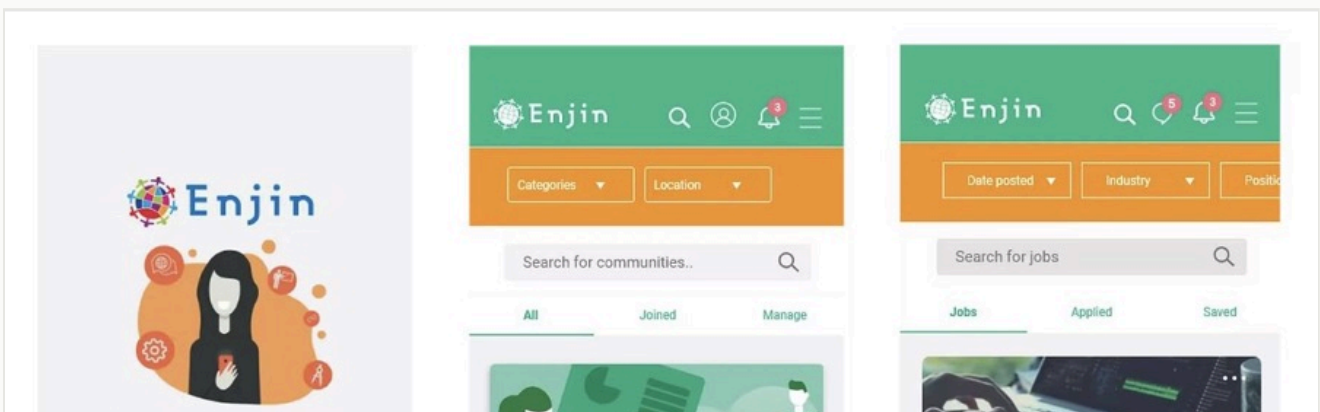 Enjin
Enjin
3
Categories
Location
Search for communities..
All
Joined
Manage
Enjin
5
3
Date posted
Industry
Positic
Search for jobs
Jobs
Applied
Saved